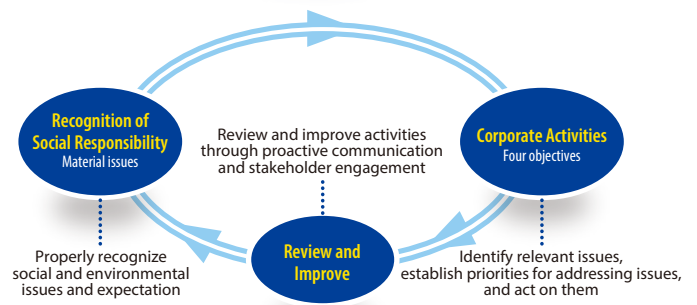 Recognition of
Social Responsibility
Material issues
Corporate Activities
Four objectives
Review and improve activities
through proactive communication
and stakeholder engagement
Review and
Improve
Properly recognize
social and environmental
issues and expectation
Identify relevant issues,
establish priorities for addressing issues,
and act on them